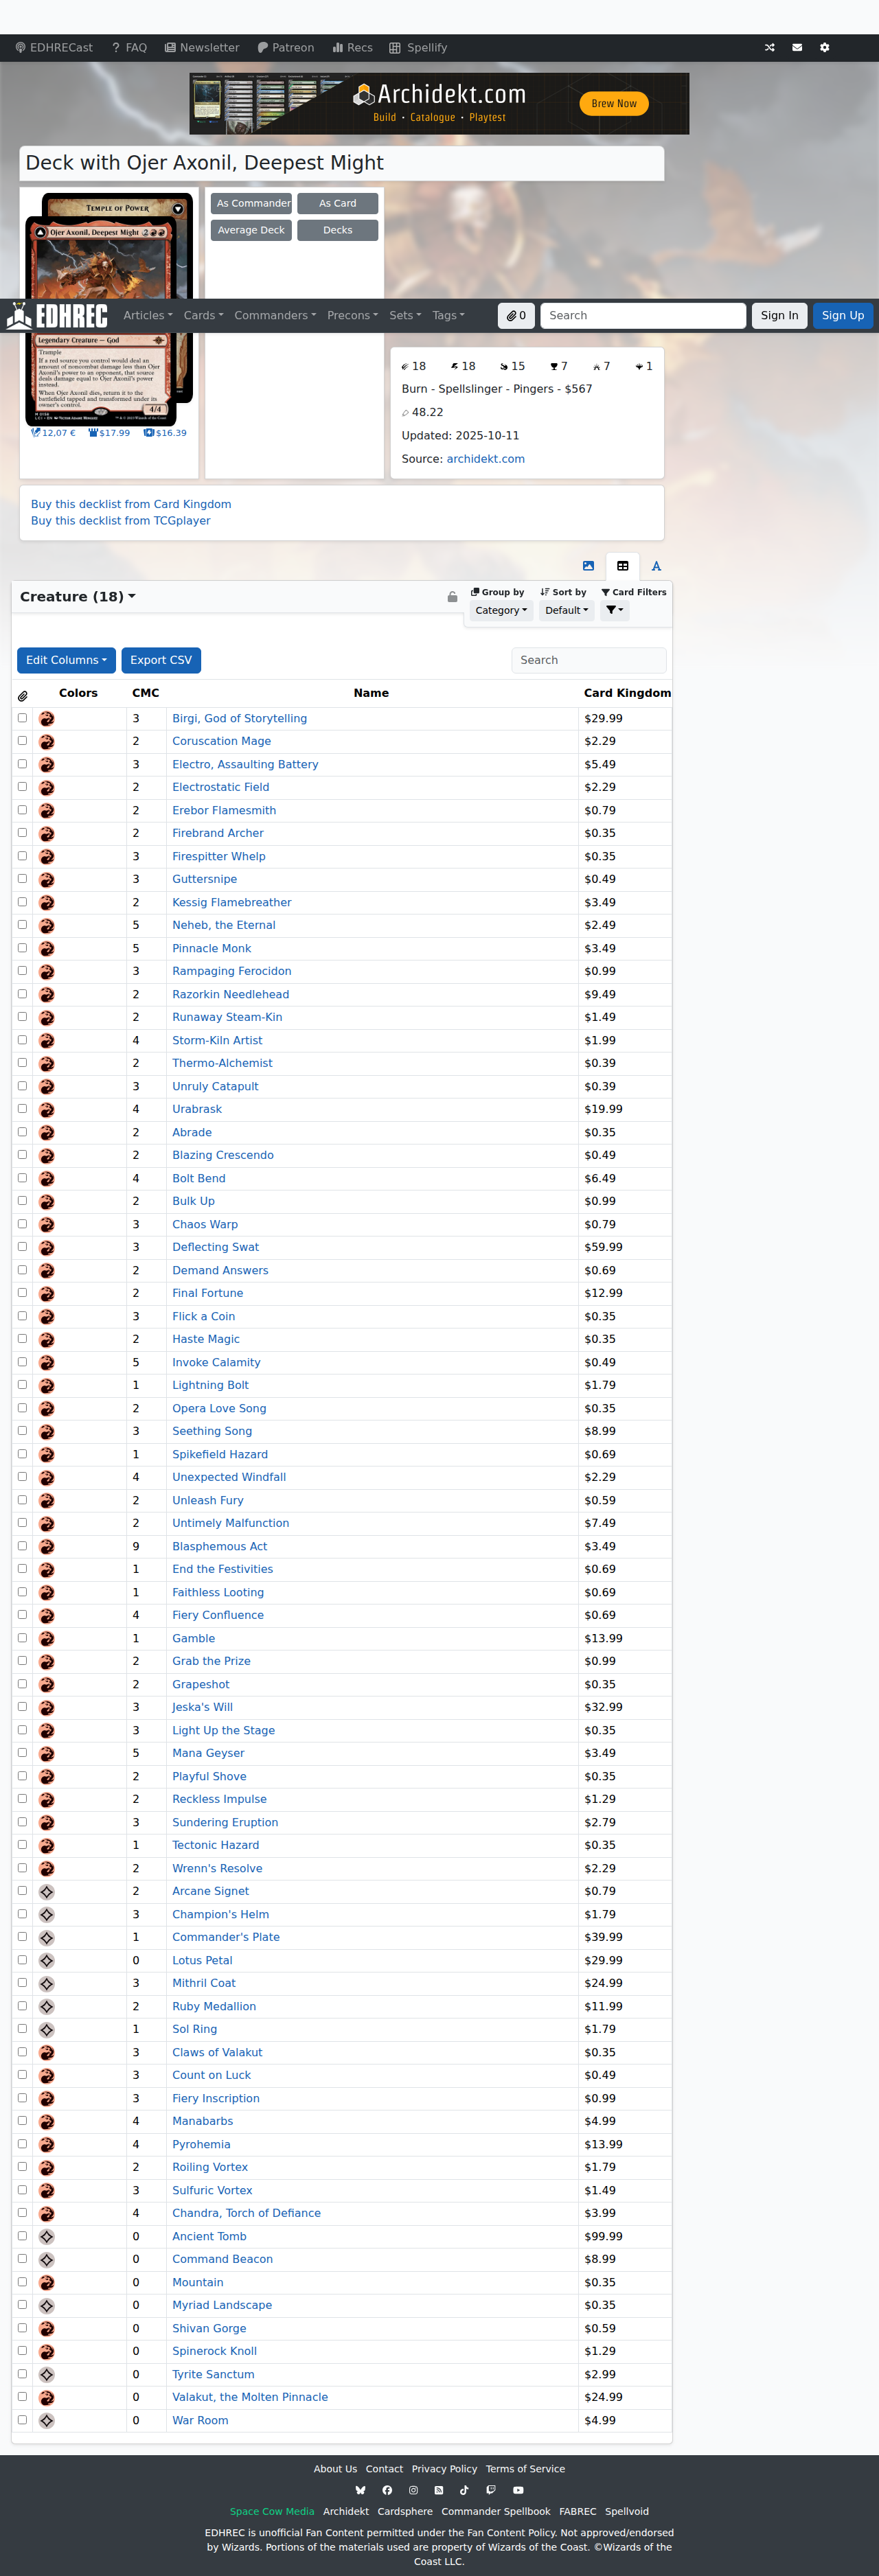 EDHRECast FAQ Newsletter Patreon Recs Spellify
Archidekt.com
Build • Catalogue • Playtest
Brew Now
Deck with Ojer Axonil, Deepest Might
Temple of Power
Ojer Axonil, Deepest Might
As Commander As Card
Average Deck Decks
EDHREC Articles Cards Commanders Precons Sets Tags 0 Search Sign In Sign Up
Legendary Creature — God
Trample
If a red source you control would deal an
amount of noncombat damage less than Ojer
Axonil's power to an opponent, that source
deals damage equal to Ojer Axonil's power
instead.
When Ojer Axonil dies, return it to the
battlefield tapped and transformed under its
owner's control.
4/4
12,07 € $17.99 $16.39
18 18 15 7 7 1
Burn - Spellslinger - Pingers - $567
48.22
Updated: 2025-10-11
Source: archidekt.com
Buy this decklist from Card Kingdom
Buy this decklist from TCGplayer
Creature (18)
Group by Sort by Card Filters
Category Default
Edit Columns Export CSV Search
Colors CMC Name Card Kingdom
3 Birgi, God of Storytelling $29.99
2 Coruscation Mage $2.29
3 Electro, Assaulting Battery $5.49
2 Electrostatic Field $2.29
2 Erebor Flamesmith $0.79
2 Firebrand Archer $0.35
3 Firespitter Whelp $0.35
3 Guttersnipe $0.49
2 Kessig Flamebreather $3.49
5 Neheb, the Eternal $2.49
5 Pinnacle Monk $3.49
3 Rampaging Ferocidon $0.99
2 Razorkin Needlehead $9.49
2 Runaway Steam-Kin $1.49
4 Storm-Kiln Artist $1.99
2 Thermo-Alchemist $0.39
3 Unruly Catapult $0.39
4 Urabrask $19.99
2 Abrade $0.35
2 Blazing Crescendo $0.49
4 Bolt Bend $6.49
2 Bulk Up $0.99
3 Chaos Warp $0.79
3 Deflecting Swat $59.99
2 Demand Answers $0.69
2 Final Fortune $12.99
3 Flick a Coin $0.35
2 Haste Magic $0.35
5 Invoke Calamity $0.49
1 Lightning Bolt $1.79
2 Opera Love Song $0.35
3 Seething Song $8.99
1 Spikefield Hazard $0.69
4 Unexpected Windfall $2.29
2 Unleash Fury $0.59
2 Untimely Malfunction $7.49
9 Blasphemous Act $3.49
1 End the Festivities $0.69
1 Faithless Looting $0.69
4 Fiery Confluence $0.69
1 Gamble $13.99
2 Grab the Prize $0.99
2 Grapeshot $0.35
3 Jeska's Will $32.99
3 Light Up the Stage $0.35
5 Mana Geyser $3.49
2 Playful Shove $0.35
2 Reckless Impulse $1.29
3 Sundering Eruption $2.79
1 Tectonic Hazard $0.35
2 Wrenn's Resolve $2.29
2 Arcane Signet $0.79
3 Champion's Helm $1.79
1 Commander's Plate $39.99
0 Lotus Petal $29.99
3 Mithril Coat $24.99
2 Ruby Medallion $11.99
1 Sol Ring $1.79
3 Claws of Valakut $0.35
3 Count on Luck $0.49
3 Fiery Inscription $0.99
4 Manabarbs $4.99
4 Pyrohemia $13.99
2 Roiling Vortex $1.79
3 Sulfuric Vortex $1.49
4 Chandra, Torch of Defiance $3.99
0 Ancient Tomb $99.99
0 Command Beacon $8.99
0 Mountain $0.35
0 Myriad Landscape $0.35
0 Shivan Gorge $0.59
0 Spinerock Knoll $1.29
0 Tyrite Sanctum $2.99
0 Valakut, the Molten Pinnacle $24.99
0 War Room $4.99
About Us Contact Privacy Policy Terms of Service
Space Cow Media Archidekt Cardsphere Commander Spellbook FABREC Spellvoid
EDHREC is unofficial Fan Content permitted under the Fan Content Policy. Not approved/endorsed
by Wizards. Portions of the materials used are property of Wizards of the Coast. ©Wizards of the
Coast LLC.